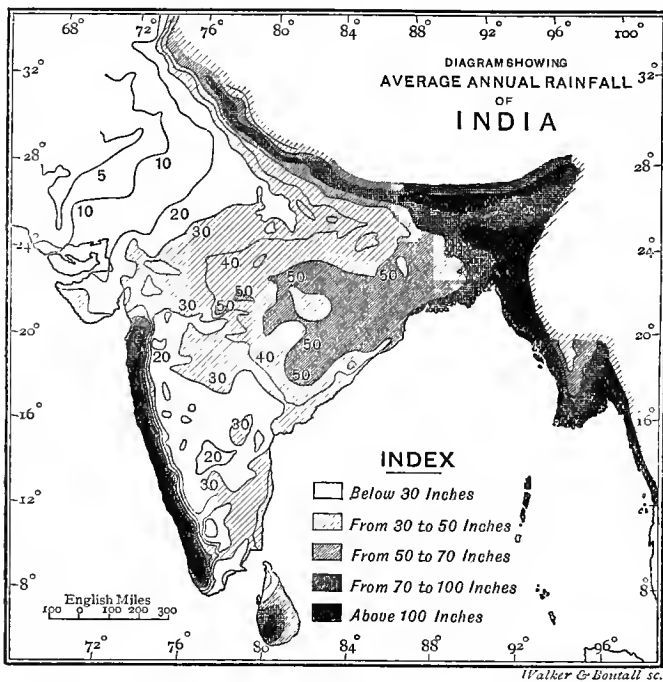 68° 72° 76° 80° 84° 88° 92° 96° 100°
DIAGRAM SHOWING
AVERAGE ANNUAL RAINFALL
OF
INDIA
32° 32°
28° 28°
24° 24°
20° 20°
16° 16°
12° 12°
8° 8°
5 10
10
20
30
40
50 50
50
50
30
20
40
50
30
50
30
20
30
INDEX
Below 30 Inches
From 30 to 50 Inches
From 50 to 70 Inches
From 70 to 100 Inches
Above 100 Inches
English Miles
100 0 100 200 300
72° 76° 80° 84° 88° 92° 96°
Walker & Boutall sc.